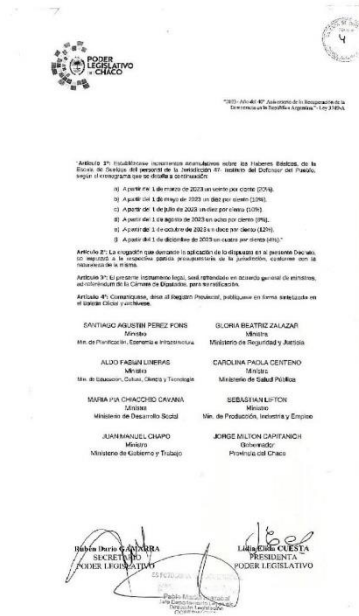 4
PODER
LEGISLATIVO
DE CHACO
"2023 - Año del 40° Aniversario de la Recuperación de la
Democracia en la República Argentina." - Ley
"Artículo 1º: Establécense incrementos acumulativos sobre los Haberes Básicos, de la
Escala de Sueldos del personal de la Jurisdicción 47- Instituto del Defensor del Pueblo,
según el cronograma que se detalla a continuación:
a) A partir del 1 de marzo de 2023 un veinte por ciento (20%).
b) A partir del 1 de mayo de 2023 un diez por ciento (10%).
c) A partir del 1 de julio de 2023 un diez por ciento (10%).
d) A partir del 1 de agosto de 2023 un ocho por ciento (8%).
e) A partir del 1 de octubre de 2023 un doce por ciento (12%).
f) A partir del 1 de diciembre de 2023 un cuatro por ciento (4%)."
Artículo 2º: La erogación que demande la aplicación de lo dispuesto en el presente Decreto,
se imputará a la respectiva partida presupuestaria de la jurisdicción, conforme con la
naturaleza de la misma.
Artículo 3º: El presente instrumento legal, será refrendado en acuerdo general de ministros,
ad referéndum de la Cámara de Diputados, para su ratificación.
Artículo 4º: Comuníquese, dese al Registro Provincial, publíquese en forma sintetizada en
el Boletín Oficial y archívese.
SANTIAGO AGUSTIN PEREZ PONS
Ministro
Min. de Planificación, Economía e Infraestructura
GLORIA BEATRIZ ZALAZAR
Ministra
Ministerio de Seguridad y Justicia
ALDO FABIAN LINERAS
Ministro
Min. de Educación, Cultura, Ciencia y Tecnología
CAROLINA PAOLA CENTENO
Ministra
Ministerio de Salud Pública
MARIA PIA CHIACCHIO CAVANA
Ministra
Ministerio de Desarrollo Social
SEBASTIAN LIFTON
Ministro
Min. de Producción, Industria y Empleo
JUAN MANUEL CHAPO
Ministro
Ministerio de Gobierno y Trabajo
JORGE MILTON CAPITANICH
Gobernador
Provincia del Chaco
Rubén Darío GAMARRA
SECRETARIO
PODER LEGISLATIVO
Lidia Élida CUESTA
PRESIDENTA
PODER LEGISLATIVO